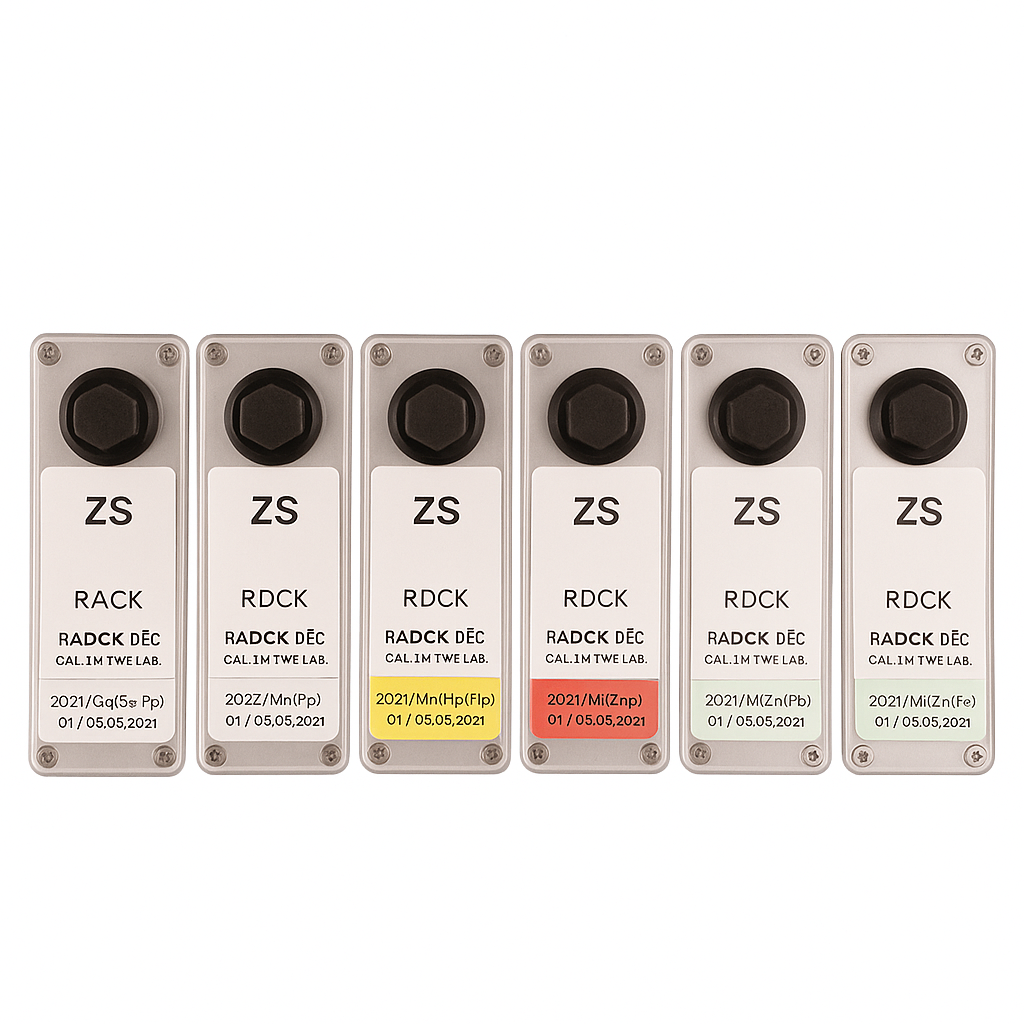 ZS
RACK
RADCK DĒC
CAL.1M TWE LAB.
2021/Gq(5s Pp)
01 / 05,05,2021
ZS
RDCK
RADCK DĒC
CAL.1M TWE LAB.
202Z/Mn(Pp)
01 / 05,05,2021
ZS
RDCK
RADCK DĒC
CAL.1M TWE LAB.
2021/Mn(Hp(Flp)
01 / 05.05,2021
ZS
RDCK
RADCK DĒC
CAL.1M TWE LAB.
2021/Mi(Znp)
01 / 05.05,2021
ZS
RDCK
RADCK DĒC
CAL.1M TWE LAB.
2021/M(Zn(Pb)
01 / 05.05,2021
ZS
RDCK
RADCK DĒC
CAL.1M TWE LAB.
2021/Mi(Zn(Fe)
01 / 05,05,2021